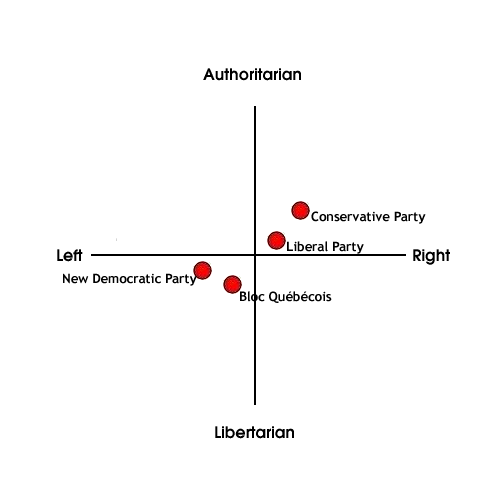 Authoritarian
Conservative Party
Liberal Party
Left
Right
New Democratic Party
Bloc Québécois
Libertarian